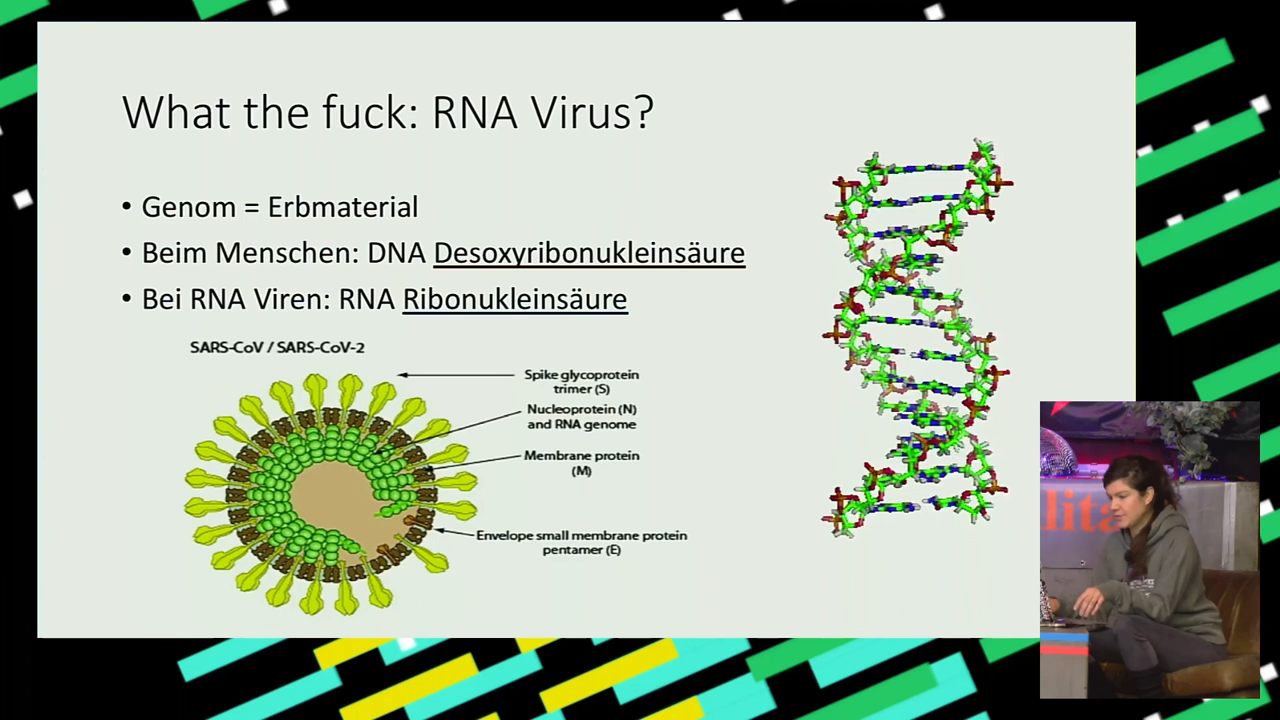 What the fuck: RNA Virus?
• Genom = Erbmaterial
• Beim Menschen: DNA Desoxyribonukleinsäure
• Bei RNA Viren: RNA Ribonukleinsäure
SARS-CoV / SARS-CoV-2
Spike glycoprotein
trimer (S)
Nucleoprotein (N)
and RNA genome
Membrane protein
(M)
Envelope small membrane protein
pentamer (E)